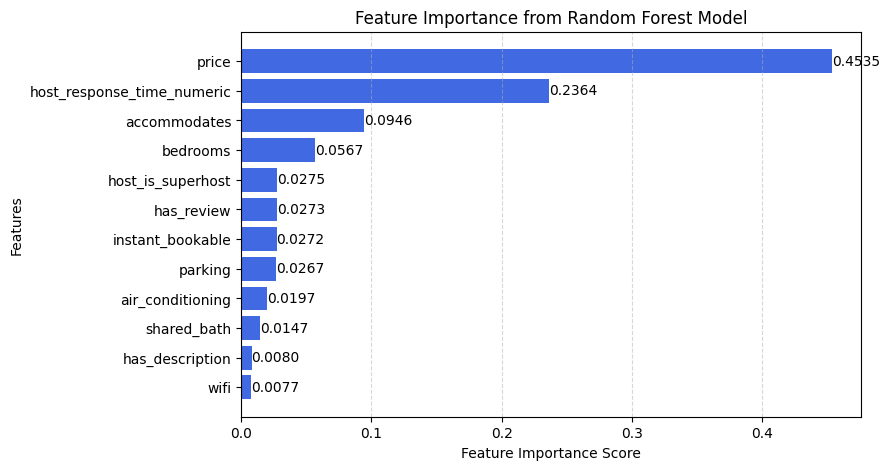 Feature Importance from Random Forest Model
Features
price 0.4535
host_response_time_numeric 0.2364
accommodates 0.0946
bedrooms 0.0567
host_is_superhost 0.0275
has_review 0.0273
instant_bookable 0.0272
parking 0.0267
air_conditioning 0.0197
shared_bath 0.0147
has_description 0.0080
wifi 0.0077
0.0 0.1 0.2 0.3 0.4
Feature Importance Score